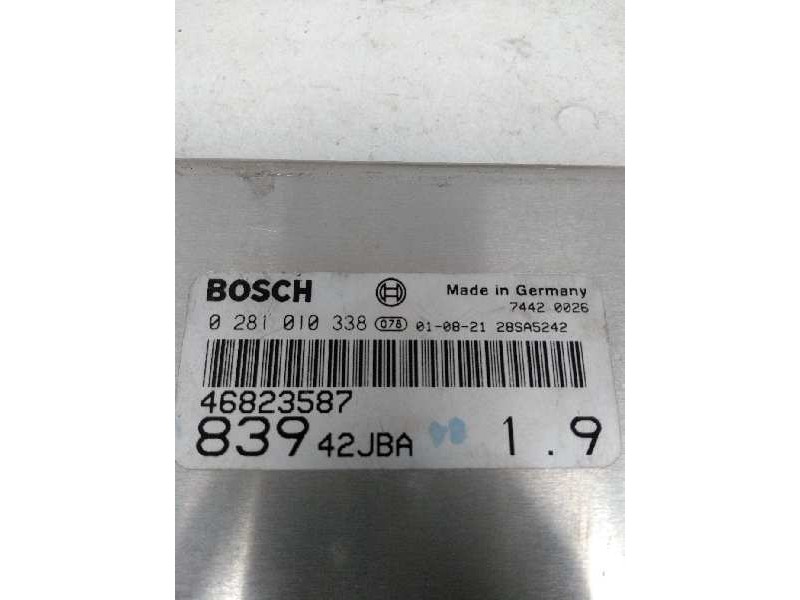 BOSCH Made in Germany
7442 0026
0 281 010 338 078 01-08-21 28SA5242
46823587
839 42JBA 1.9